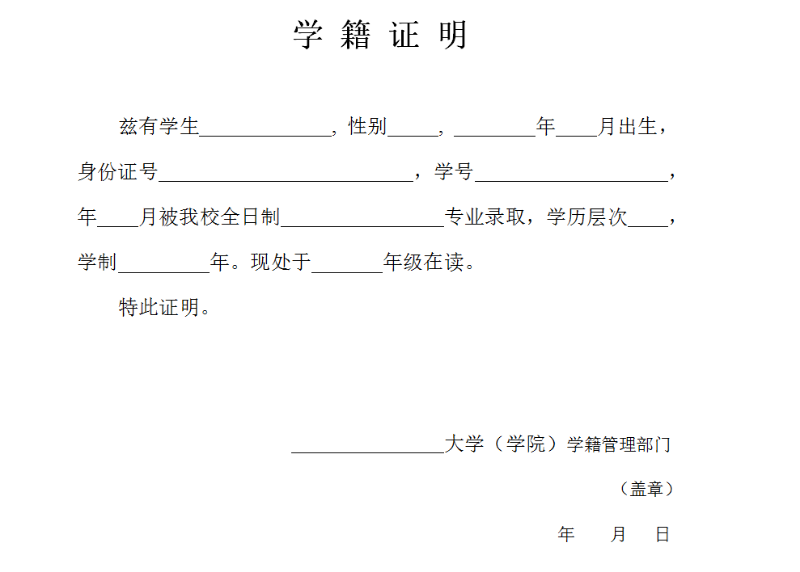 学 籍 证 明
兹有学生_____________, 性别_____, ________年____月出生，
身份证号_________________________，学号___________________，
年____月被我校全日制________________专业录取，学历层次____，
学制_________年。现处于_______年级在读。
特此证明。
_______________大学（学院）学籍管理部门
（盖章）
年 月 日